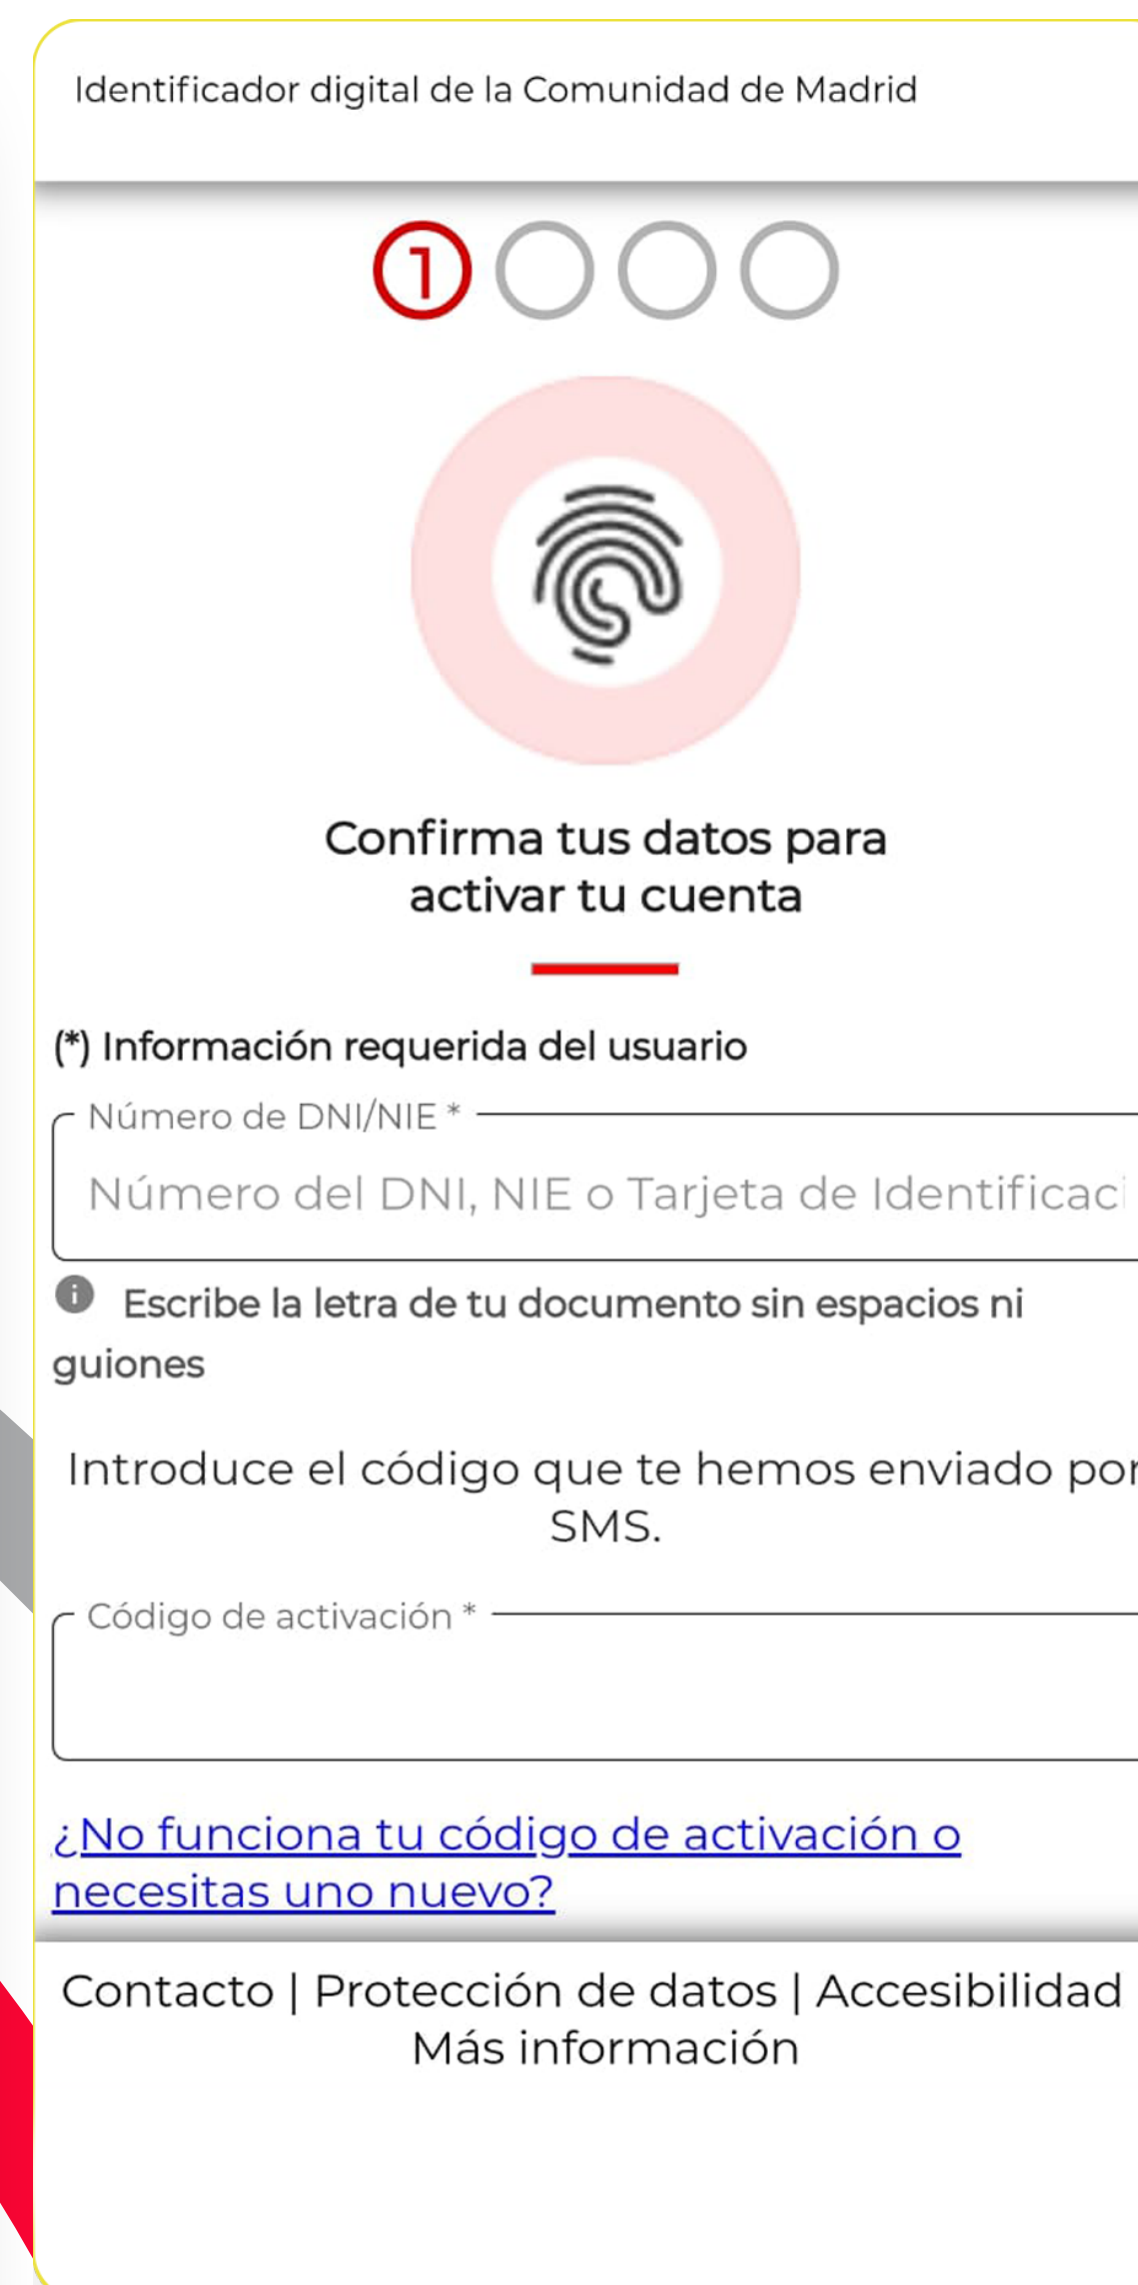 Identificador digital de la Comunidad de Madrid
1
Confirma tus datos para
activar tu cuenta
(*) Información requerida del usuario
Número de DNI/NIE *
Número del DNI, NIE o Tarjeta de Identificaci
Escribe la letra de tu documento sin espacios ni
guiones
Introduce el código que te hemos enviado por
SMS.
Código de activación *
¿No funciona tu código de activación o
necesitas uno nuevo?
Contacto | Protección de datos | Accesibilidad
Más información